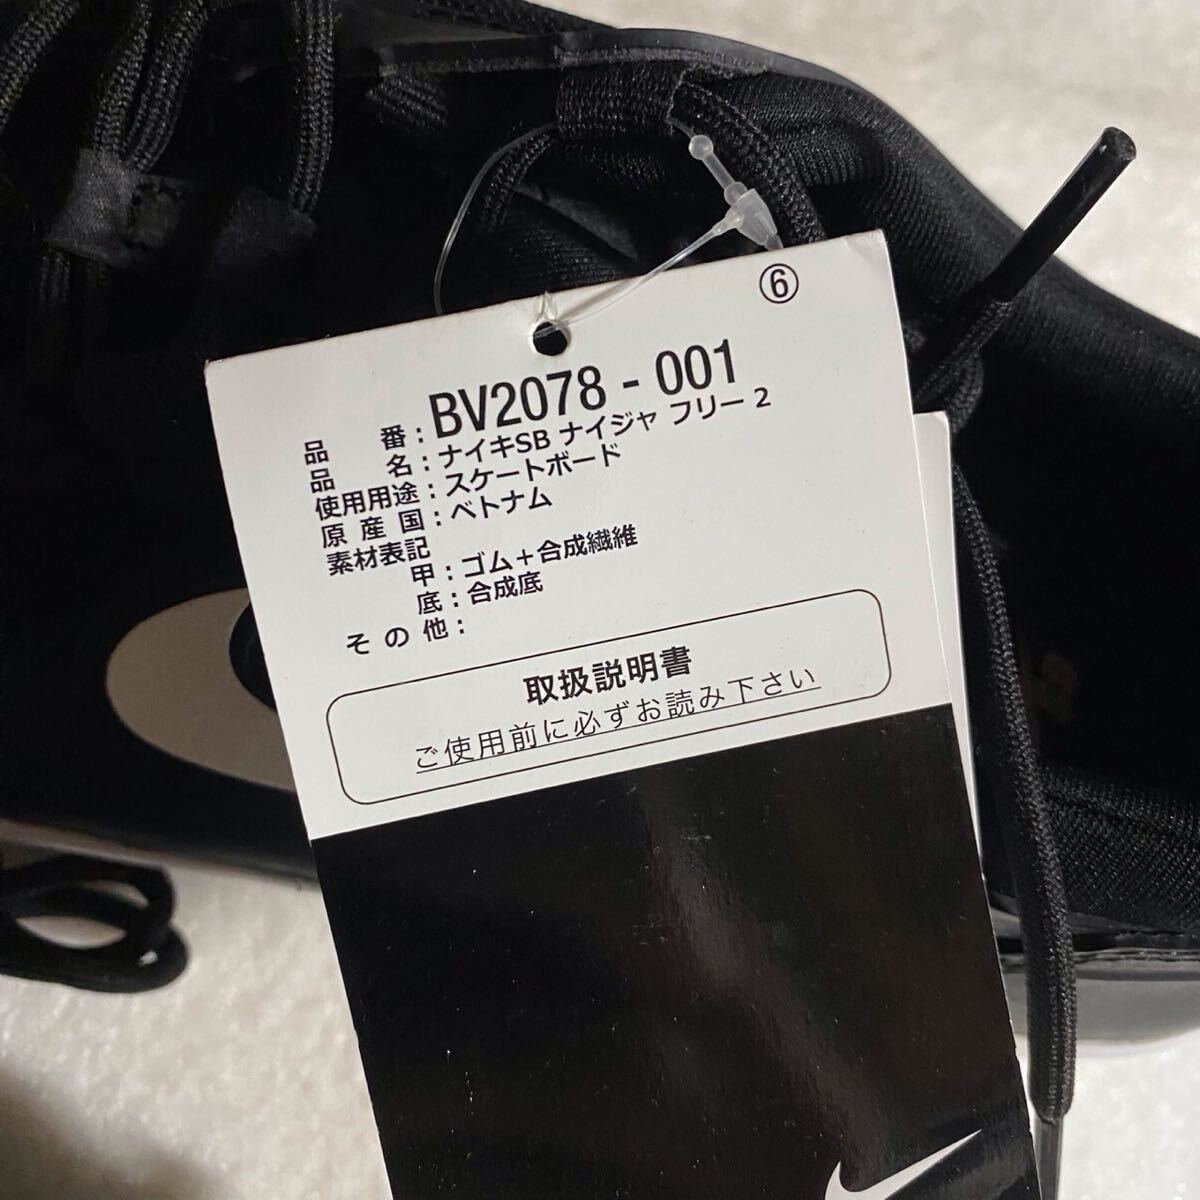 ⑥
品番:BV2078-001
品名:ナイキSB ナイジャ フリー 2
使用用途:スケートボード
原産国:ベトナム
素材表記
甲:ゴム+合成繊維
底:合成底
その他:
取扱説明書
ご使用前に必ずお読み下さい